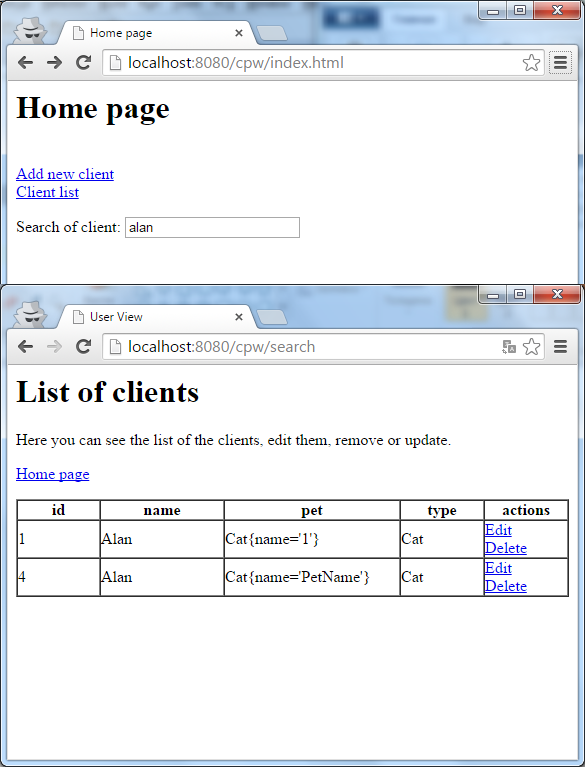 Home page
localhost:8080/cpw/index.html
Home page
Add new client
Client list
Search of client: alan
User View
localhost:8080/cpw/search
List of clients
Here you can see the list of the clients, edit them, remove or update.
Home page
id name pet type actions
1 Alan Cat{name='1'} Cat Edit
Delete
4 Alan Cat{name='PetName'} Cat Edit
Delete